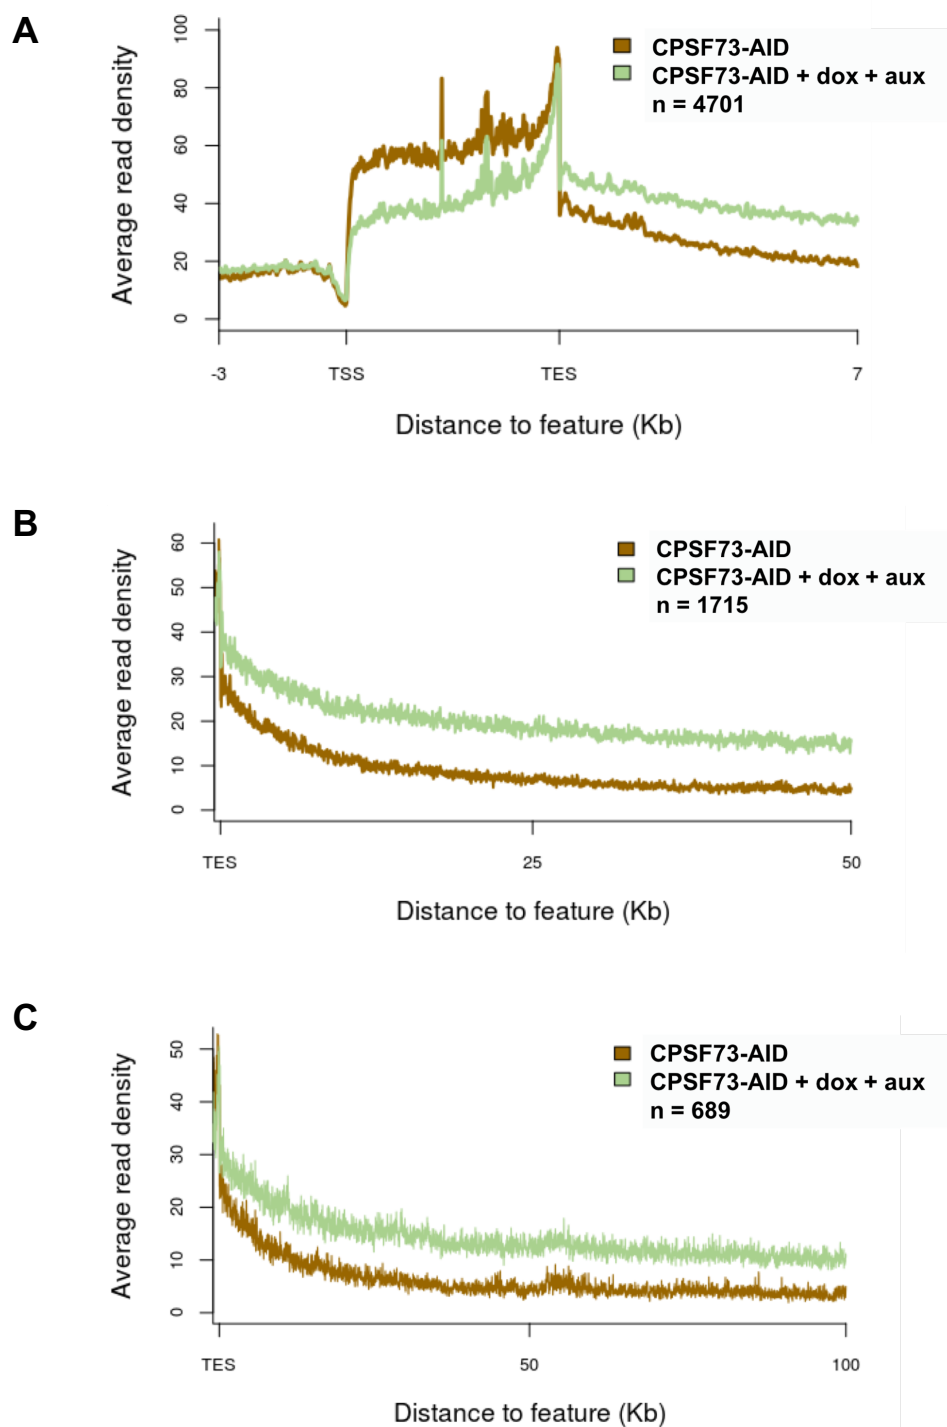 A
Average read density
100
80
60
40
20
0
CPSF73-AID
CPSF73-AID + dox + aux
n = 4701
-3 TSS TES 7
Distance to feature (Kb)
B
Average read density
60
50
40
30
20
10
0
CPSF73-AID
CPSF73-AID + dox + aux
n = 1715
TES 25 50
Distance to feature (Kb)
C
Average read density
50
40
30
20
10
0
CPSF73-AID
CPSF73-AID + dox + aux
n = 689
TES 50 100
Distance to feature (Kb)